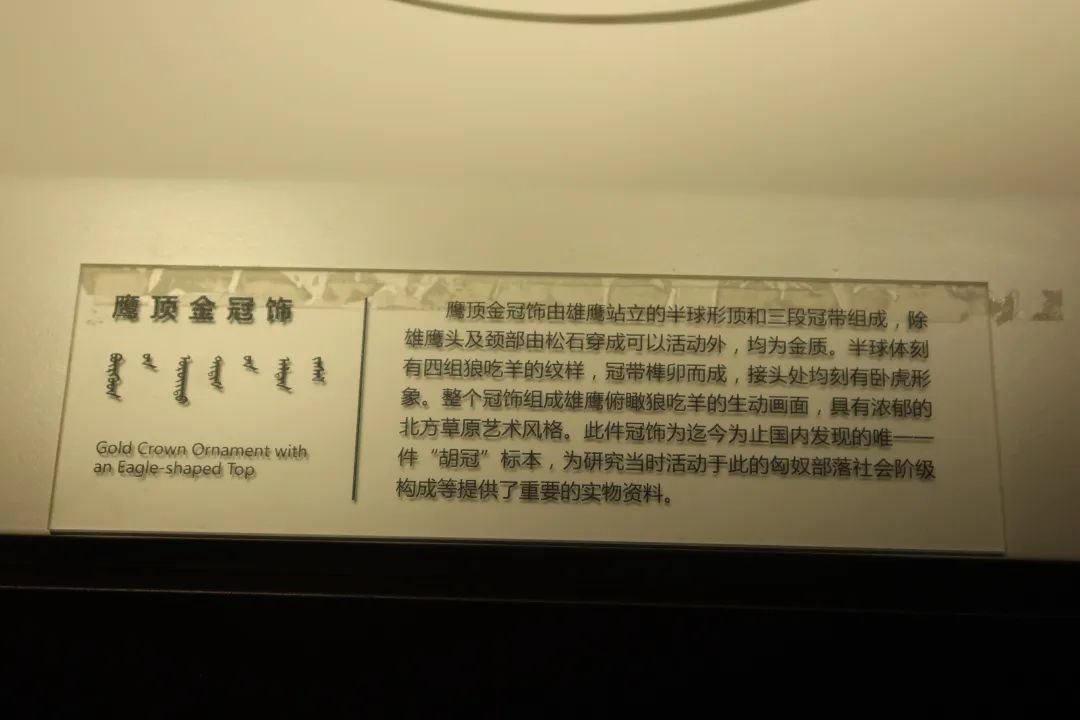 鹰顶金冠饰
Gold Crown Ornament with
an Eagle-shaped Top
鹰顶金冠饰由雄鹰站立的半球形顶和三段冠带组成，除
雄鹰头及颈部由松石穿成可以活动外，均为金质。半球体刻
有四组狼吃羊的纹样，冠带榫卯而成，接头处均刻有卧虎形
象。整个冠饰组成雄鹰俯瞰狼吃羊的生动画面，具有浓郁的
北方草原艺术风格。此件冠饰为迄今为止国内发现的唯一一
件“胡冠”标本，为研究当时活动于此的匈奴部落社会阶级
构成等提供了重要的实物资料。